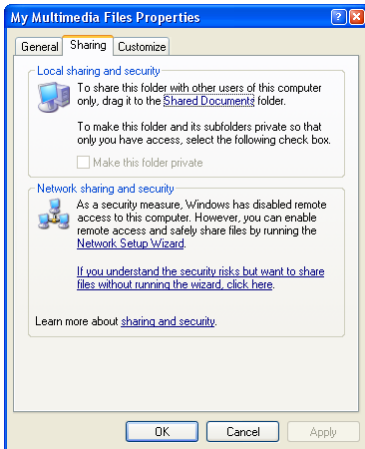 My Multimedia Files Properties
General Sharing Customize
Local sharing and security
To share this folder with other users of this computer
only, drag it to the Shared Documents folder.
To make this folder and its subfolders private so that
only you have access, select the following check box.
Make this folder private
Network sharing and security
As a security measure, Windows has disabled remote
access to this computer. However, you can enable
remote access and safely share files by running the
Network Setup Wizard.
If you understand the security risks but want to share
files without running the wizard, click here.
Learn more about sharing and security.
OK Cancel Apply